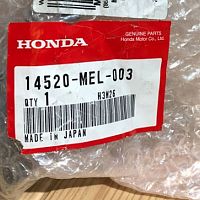 GENUINE PARTS
Honda Motor Co., Ltd.
HONDA
14520-MEL-003
QTY
1
H3M26
MADE IN JAPAN